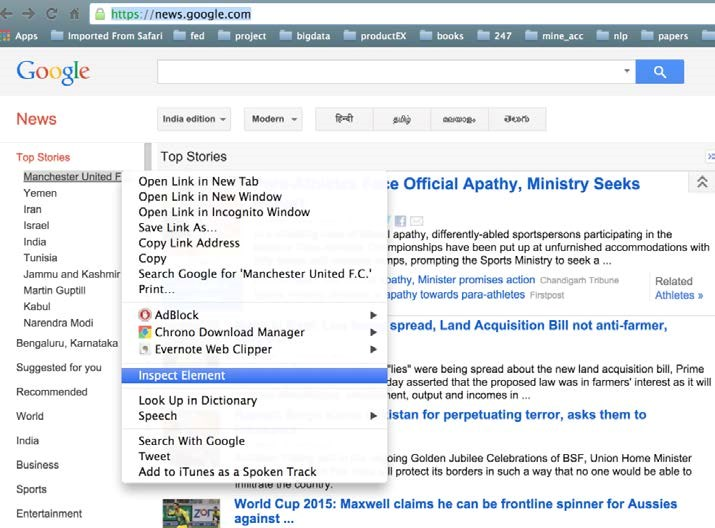 https://news.google.com
Apps Imported From Safari fed project bigdata productEX books 247 mine_acc nlp papers
Google
News India edition Modern हिन्दी தமிழ் മലയാളം తెలుగు
Top Stories
Top Stories
Manchester United F
Yemen
Iran
Israel
India
Tunisia
Jammu and Kashmir
Martin Guptill
Kabul
Narendra Modi
Bengaluru, Karnataka
Suggested for you
Recommended
World
India
Business
Sports
Entertainment
Open Link in New Tab
Open Link in New Window
Open Link in Incognito Window
Save Link As...
Copy Link Address
Copy
Search Google for 'Manchester United F.C.'
Print...
AdBlock
Chrono Download Manager
Evernote Web Clipper
Inspect Element
Look Up in Dictionary
Speech
Search With Google
Tweet
Add to iTunes as a Spoken Track
Official Apathy, Ministry Seeks
apathy, differently-abled sportspersons participating in the
have been put up at unfurnished accommodations with
prompting the Sports Ministry to seek a ...
apathy, Minister promises action Chandigarh Tribune
apathy towards para-athletes Firstpost
Related
Athletes »
spread, Land Acquisition Bill not anti-farmer,
"lies" were being spread about the new land acquisition bill, Prime
day asserted that the proposed law was in farmers' interest as it will
output and incomes in ...
for perpetuating terror, asks them to
Golden Jubilee Celebrations of BSF, Union Home Minister
will protect its borders in such a way that no one would be able to
infiltrate the country.
World Cup 2015: Maxwell claims he can be frontline spinner for Aussies
against ...